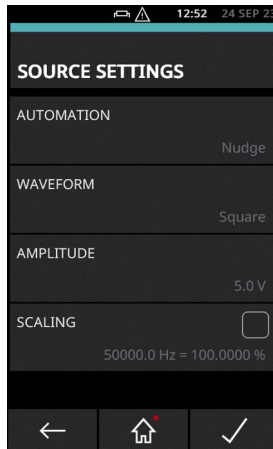 12:52 24 SEP 23
SOURCE SETTINGS
AUTOMATION
Nudge
WAVEFORM
Square
AMPLITUDE
5.0 V
SCALING
50000.0 Hz = 100.0000 %